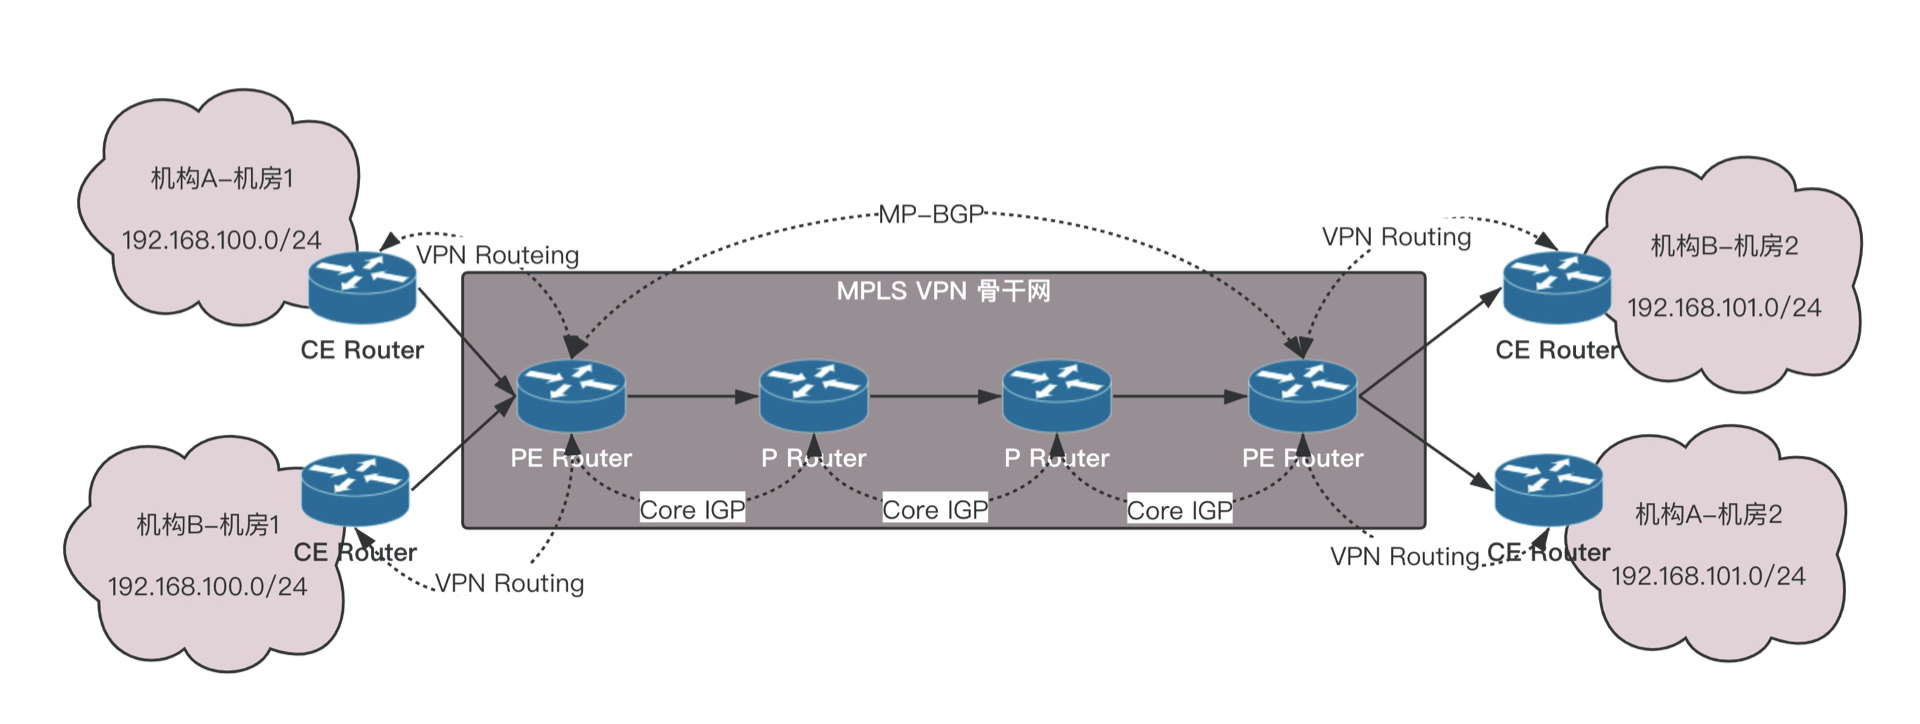 机构A-机房1
192.168.100.0/24
CE Router
VPN Routeing
MP-BGP
VPN Routing
机构B-机房2
192.168.101.0/24
CE Router
MPLS VPN 骨干网
PE Router
P Router
P Router
PE Router
Core IGP
Core IGP
Core IGP
机构B-机房1
192.168.100.0/24
CE Router
VPN Routing
VPN Routing
CE Router
机构A-机房2
192.168.101.0/24